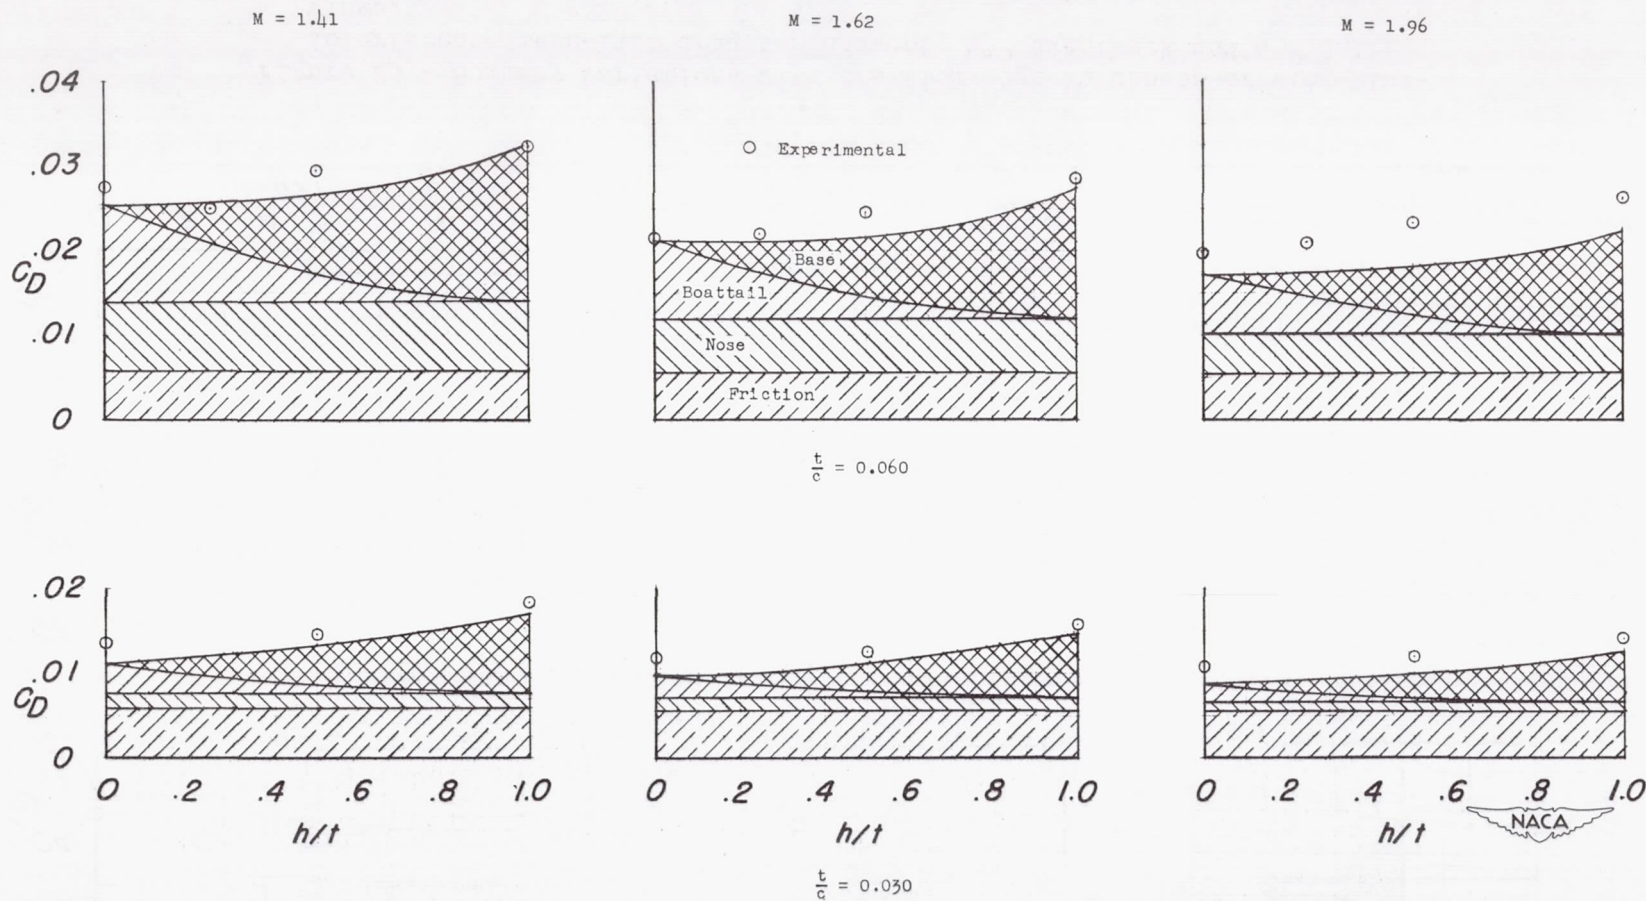 M = 1.41
M = 1.62
M = 1.96
.04
.03
.02
.01
0
C_D
Experimental
Base
Boattail
Nose
Friction
t/c = 0.060
.02
.01
0
C_D
0 .2 .4 .6 .8 1.0
0 .2 .4 .6 .8 1.0
0 .2 .4 .6 .8 1.0
h/t
h/t
h/t
NACA
t/c = 0.030